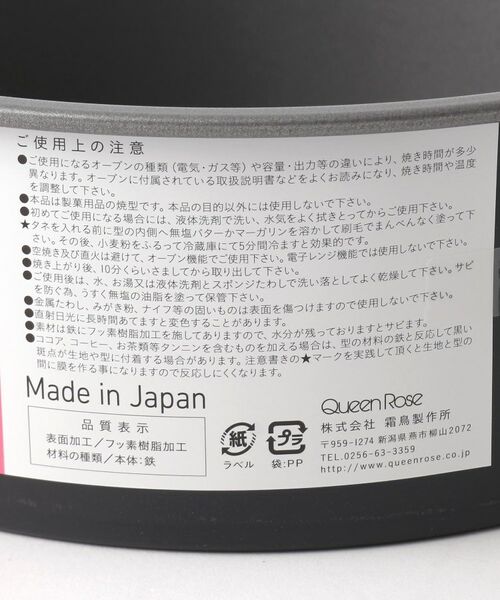 ご使用上の注意
●ご使用になるオーブンの種類（電気・ガス等）や容量・出力等の違いにより、焼き時間が多少
異なります。オーブンに付属されている取扱説明書などをよくお読みになり、焼き時間や温度
を調整して下さい。
●本品は製菓用品の焼型です。本品の目的以外には使用しないで下さい。
●初めてご使用になる場合には、液体洗剤で洗い、水気をよく拭きとってからご使用下さい。
★タネを入れる前に型の内側へ無塩バターかマーガリンを溶かして刷毛でまんべんなく塗って下
さい。その後、小麦粉をふるって冷蔵庫にて5分間冷ますと効果的です。
●空焼き及び直火は避けて、オーブン機能でご使用下さい。電子レンジ機能では使用しないで下さい。
●焼き上がり後、10分くらいさましてから取り出して下さい。
●ご使用後は、水、お湯又は液体洗剤とスポンジたわしで洗い落としてよく乾燥して下さい。サビ
を防ぐ為、うすく無塩の油脂を塗って保管下さい。
●金属たわし、みがき粉、ナイフ等の固いものは表面を傷つけますので使用しないで下さい。
●直射日光に長時間あてますと変色することがあります。
●素材は鉄にフッ素樹脂加工を施してありますので、水分が残っておりますとサビます。
●ココア、コーヒー、お茶類等タンニンを含むものを加える場合は、型の材料の鉄と反応して黒い
斑点が生地や型に付着する場合があります。注意書きの★マークを実践して頂くと生地と型の
間に膜を作る事になりますので反応しにくくなります。
Made in Japan
品質表示
表面加工／フッ素樹脂加工
材料の種類／本体：鉄
紙
ラベル
プラ
袋：PP
Queen Rose
株式会社 霜鳥製作所
〒959-1274 新潟県燕市柳山2072
TEL.0256-63-3359
http://www.queenrose.co.jp